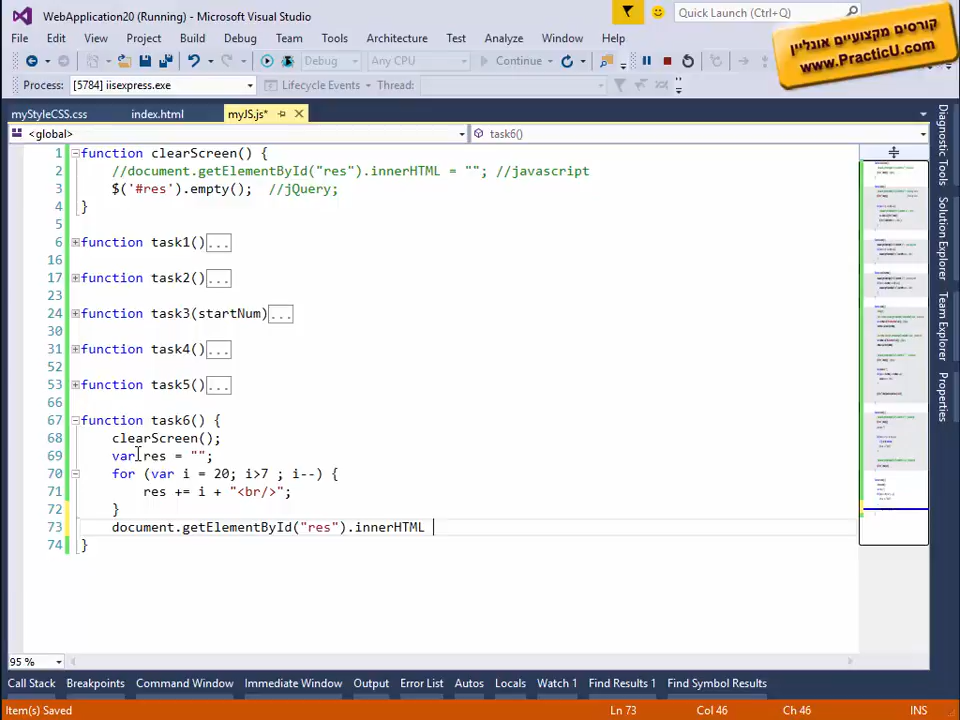 WebApplication20 (Running) - Microsoft Visual Studio
Quick Launch (Ctrl+Q)
קורסים מקצועיים אונליין
www.PracticU.com
File Edit View Project Build Debug Team Tools Architecture Test Analyze Window Help
Debug Any CPU Continue
Process: [5784] iisexpress.exe Lifecycle Events Thread:
myStyleCSS.css index.html myJS.js*
<global> task6()
1 function clearScreen() {
2 //document.getElementById("res").innerHTML = ""; //javascript
3 $('#res').empty(); //jQuery;
4 }
5
6 function task1()...
16
17 function task2()...
23
24 function task3(startNum)...
30
31 function task4()...
52
53 function task5()...
66
67 function task6() {
68 clearScreen();
69 var res = "";
70 for (var i = 20; i>7 ; i--) {
71 res += i + "<br/>";
72 }
73 document.getElementById("res").innerHTML
74 }
Diagnostic Tools
Solution Explorer
Team Explorer
Properties
95 %
Call Stack Breakpoints Command Window Immediate Window Output Error List Autos Locals Watch 1 Find Results 1 Find Symbol Results
Item(s) Saved Ln 73 Col 46 Ch 46 INS